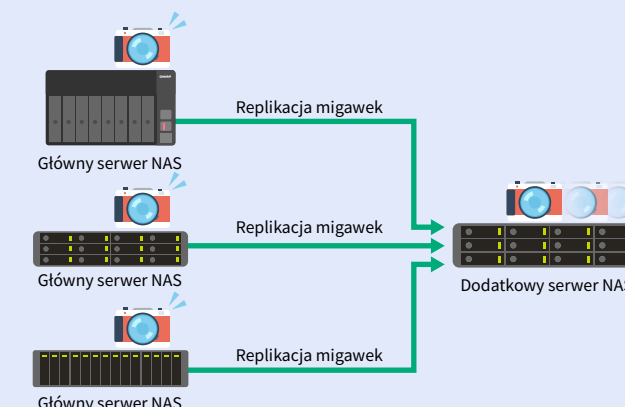 Replikacja migawek
Główny serwer NAS
Replikacja migawek
Główny serwer NAS
Dodatkowy serwer NAS
Replikacja migawek
Główny serwer NAS